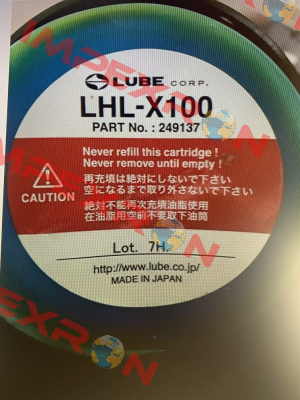 LUBE CORP.
LHL-X100
PART No. : 249137
Never refill this cartridge !
Never remove until empty !
CAUTION
再充填は絶対にしないで下さい
空になるまで取り外さないで下さい
絶対不能再次充填油脂使用
在油脂用空前不要取下油筒
Lot. 7H.
http://www.lube.co.jp/
MADE IN JAPAN
IMPEXRON
IMPEXRON
IMPEXRON